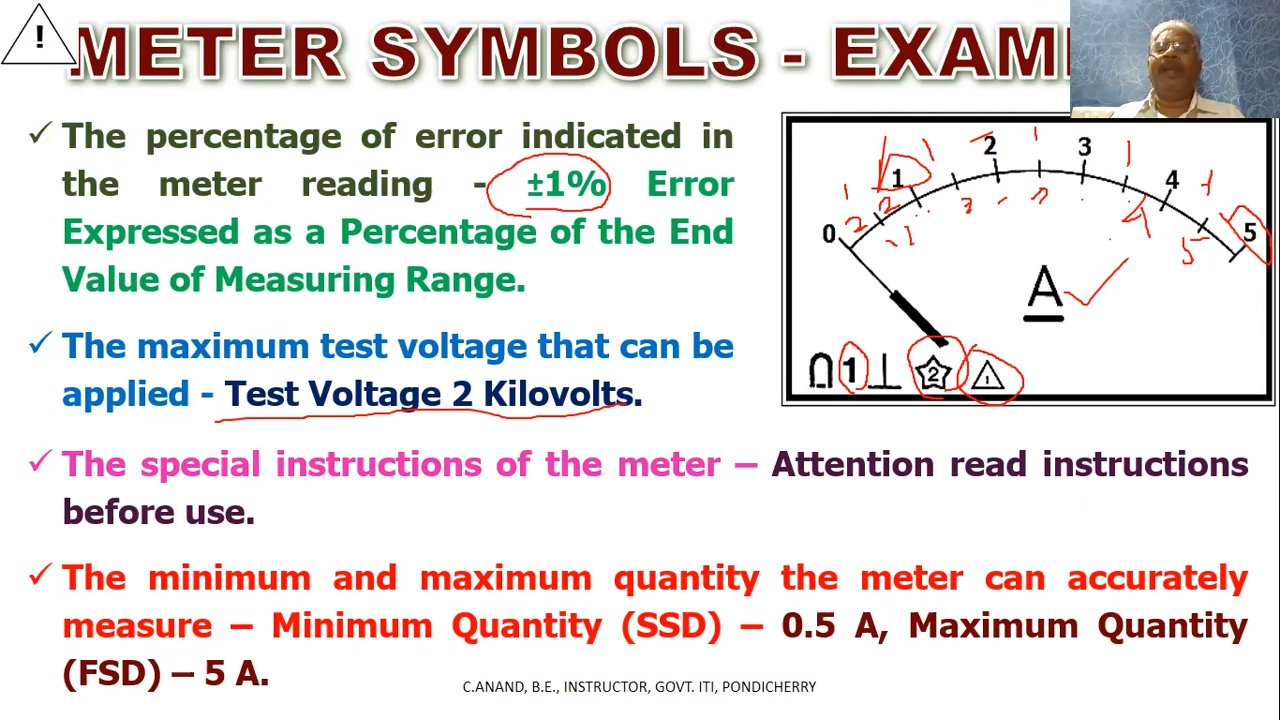 !
METER SYMBOLS - EXAM
✓ The percentage of error indicated in
the meter reading - ±1% Error
Expressed as a Percentage of the End
Value of Measuring Range.
✓ The maximum test voltage that can be
applied - Test Voltage 2 Kilovolts.
✓ The special instructions of the meter – Attention read instructions
before use.
✓ The minimum and maximum quantity the meter can accurately
measure – Minimum Quantity (SSD) – 0.5 A, Maximum Quantity
(FSD) – 5 A.
0 1 2 3 4 5
A
1 2 !
C.ANAND, B.E., INSTRUCTOR, GOVT. ITI, PONDICHERRY